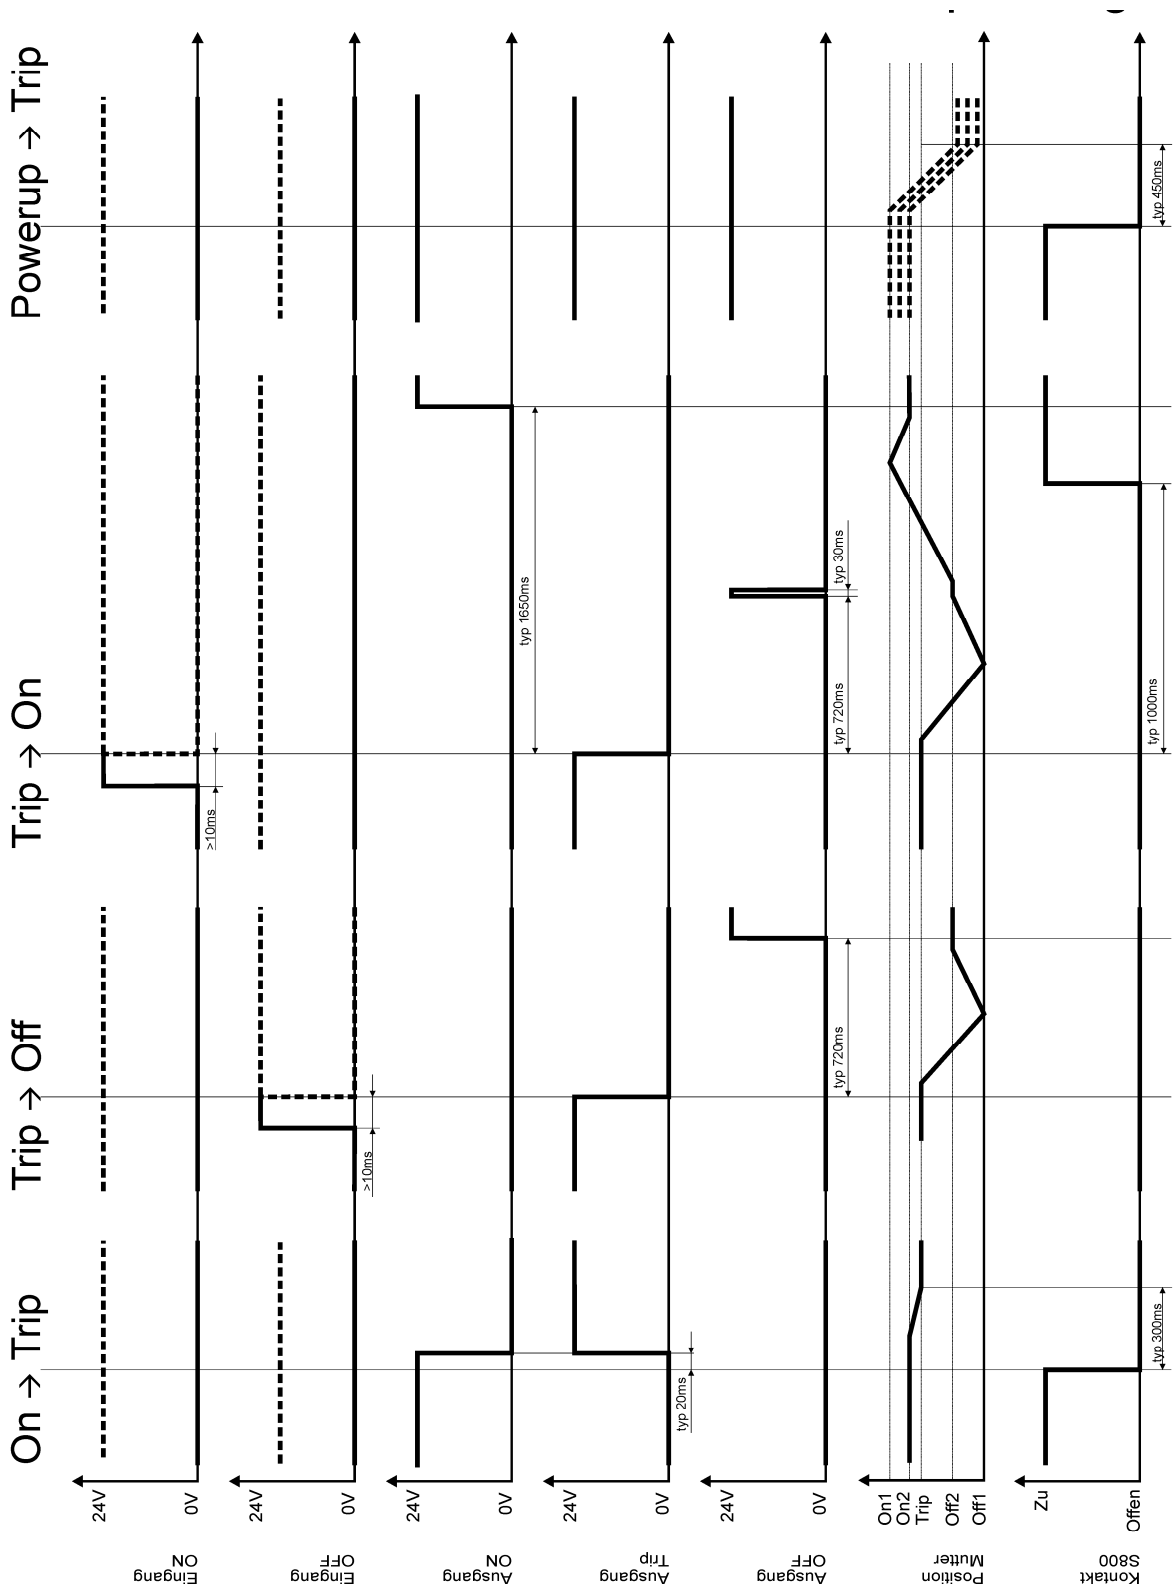 On → Trip
Trip → Off
Trip → On
Powerup → Trip
Eingang
ON
24V
0V
>10ms
Eingang
OFF
24V
0V
>10ms
Ausgang
ON
24V
0V
typ 1650ms
Ausgang
Trip
24V
0V
typ 20ms
Ausgang
OFF
24V
0V
typ 720ms
typ 720ms
typ 30ms
Position
Mutter
On1
On2
Trip
Off2
Off1
Kontakt
S800
Zu
Offen
typ 300ms
typ 1000ms
typ 450ms